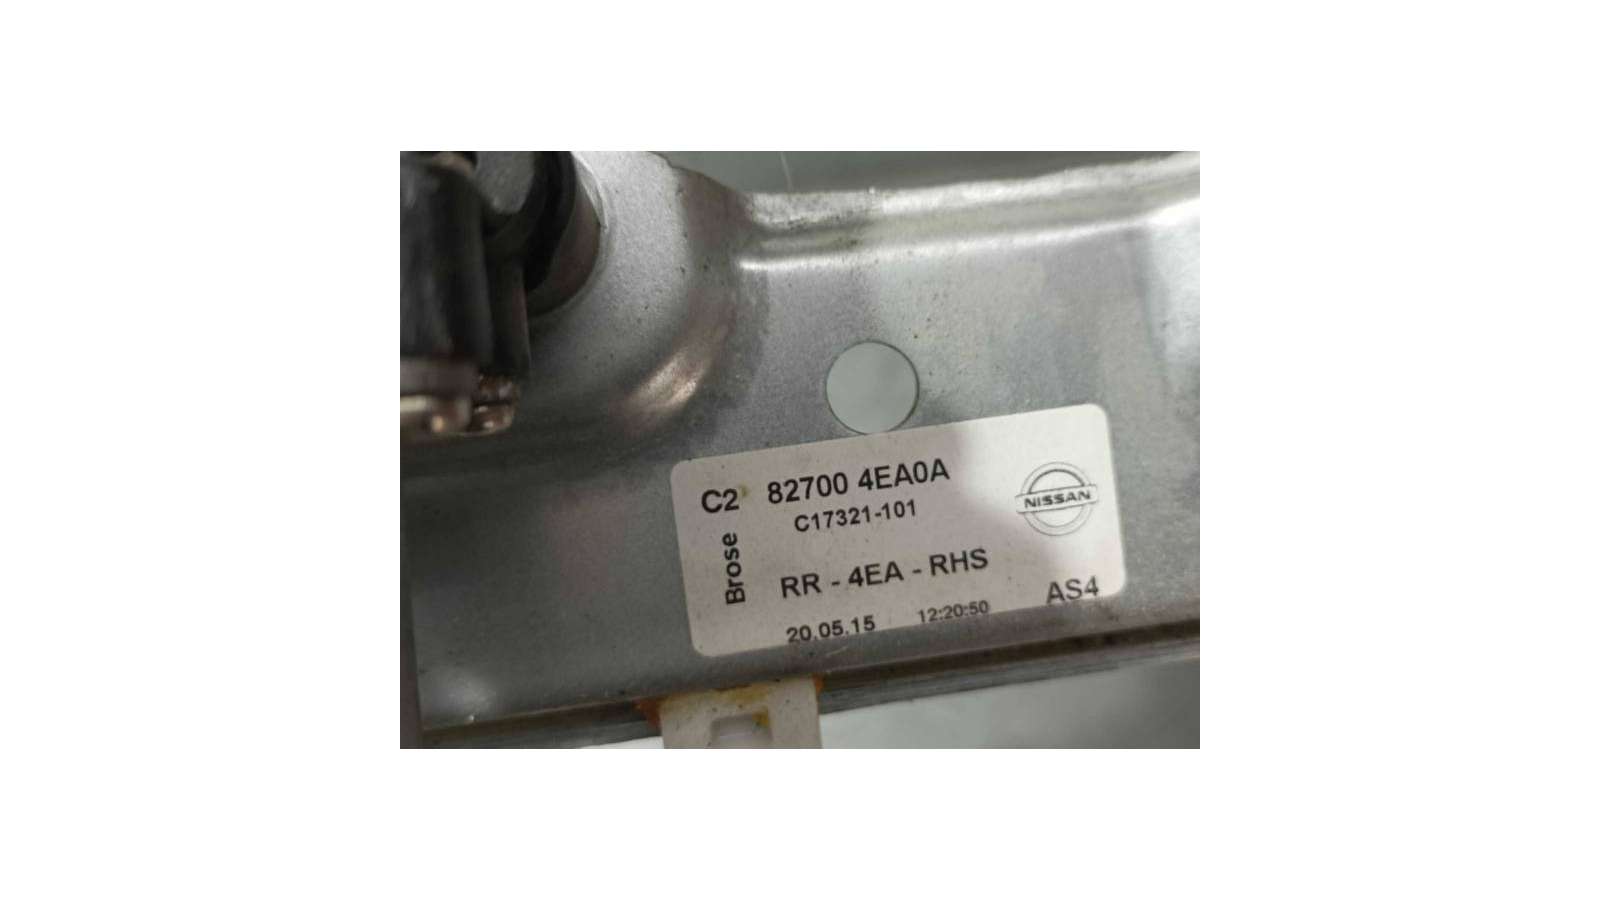 C2 82700 4EA0A
C17321-101
NISSAN
Brose
RR - 4EA - RHS
AS4
20.05.15 12:20:50